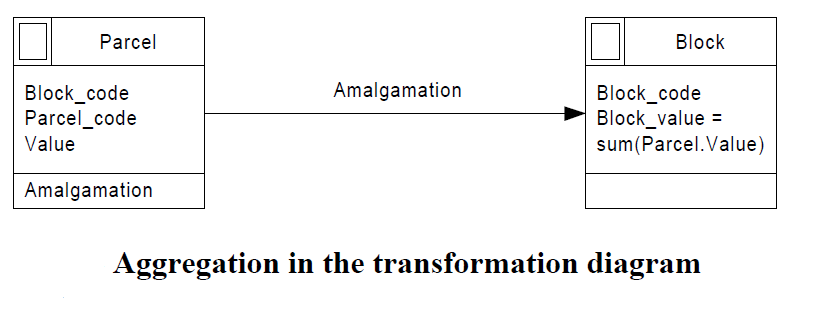 Parcel
Block_code
Parcel_code
Value
Amalgamation
Amalgamation
Block
Block_code
Block_value =
sum(Parcel.Value)
Aggregation in the transformation diagram